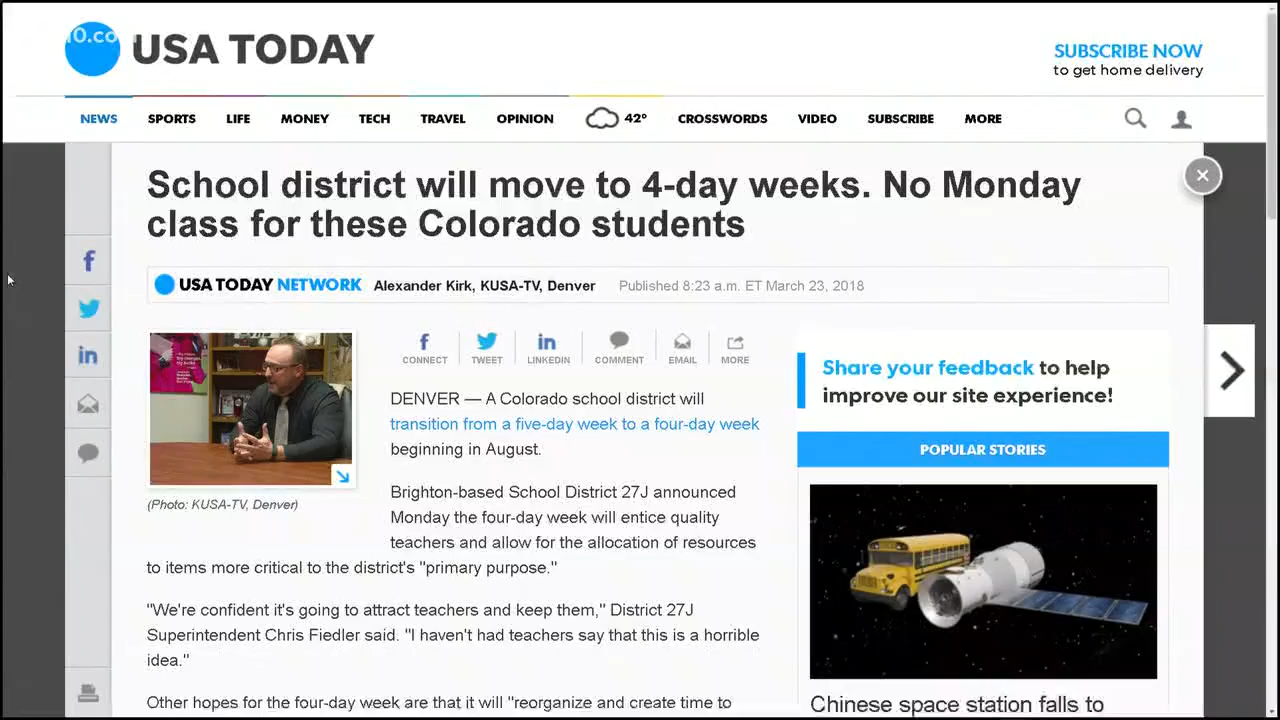 10.co
USA TODAY
SUBSCRIBE NOW
to get home delivery
NEWS SPORTS LIFE MONEY TECH TRAVEL OPINION 42° CROSSWORDS VIDEO SUBSCRIBE MORE
School district will move to 4-day weeks. No Monday
class for these Colorado students
USA TODAY NETWORK Alexander Kirk, KUSA-TV, Denver Published 8:23 a.m. ET March 23, 2018
CONNECT TWEET LINKEDIN COMMENT EMAIL MORE
(Photo: KUSA-TV, Denver)
DENVER — A Colorado school district will
transition from a five-day week to a four-day week
beginning in August.
Brighton-based School District 27J announced
Monday the four-day week will entice quality
teachers and allow for the allocation of resources
to items more critical to the district's "primary purpose."
"We're confident it's going to attract teachers and keep them," District 27J
Superintendent Chris Fiedler said. "I haven't had teachers say that this is a horrible
idea."
Other hopes for the four-day week are that it will "reorganize and create time to
Share your feedback to help
improve our site experience!
POPULAR STORIES
Chinese space station falls to